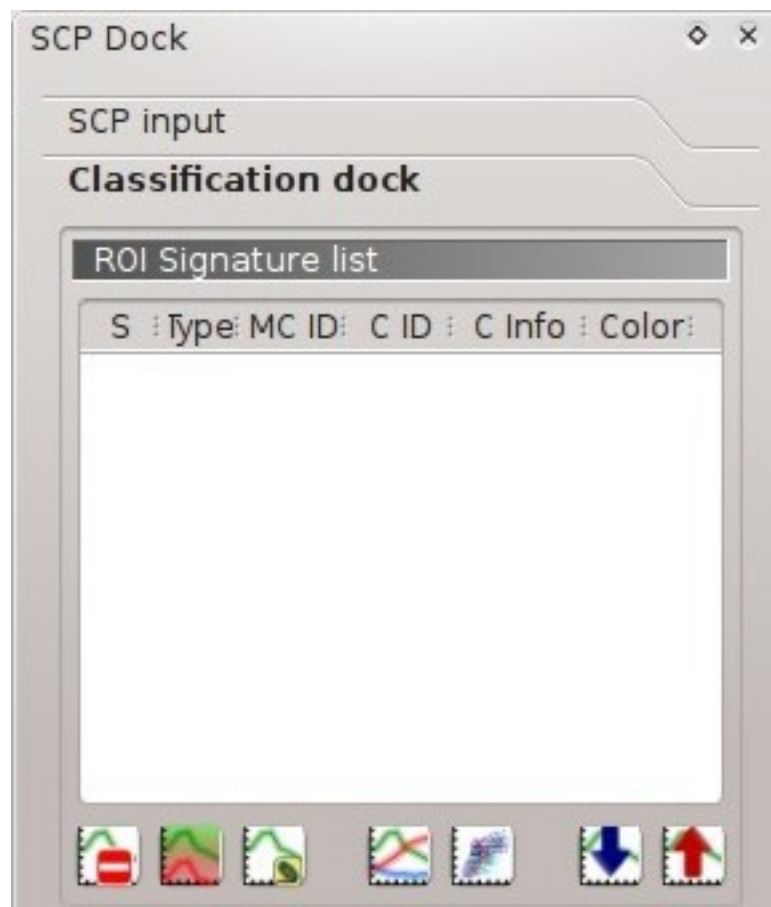 SCP Dock
SCP input
Classification dock
ROI Signature list
S Type MC ID C ID C Info Color